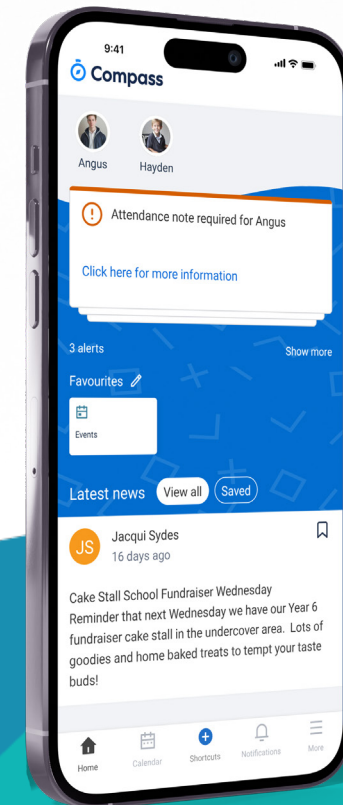 9:41
Compass
Angus
Hayden
Attendance note required for Angus
Click here for more information
3 alerts
Show more
Favourites
Events
Latest news
View all
Saved
JS
Jacqui Sydes
16 days ago
Cake Stall School Fundraiser Wednesday
Reminder that next Wednesday we have our Year 6
fundraiser cake stall in the undercover area. Lots of
goodies and home baked treats to tempt your taste
buds!
Home
Calendar
Shortcuts
Notifications
More